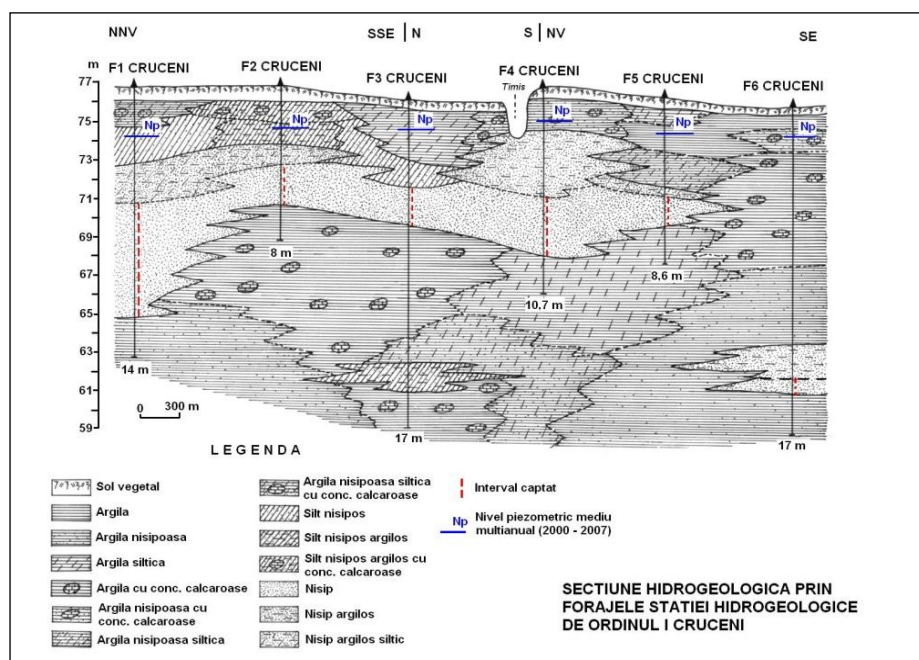 NNV SSE N S NV SE
m
F1 CRUCENI F2 CRUCENI F3 CRUCENI F4 CRUCENI F5 CRUCENI F6 CRUCENI
Timis
77
75
73
71
69
67
65
63
61
59
Np Np Np Np Np Np
8 m
8.6 m
10.7 m
14 m
17 m
17 m
0 300 m
LEGENDA
Sol vegetal
Argila
Argila nisipoasa
Argila siltica
Argila cu conc. calcaroase
Argila nisipoasa cu
conc. calcaroase
Argila nisipoasa siltica
Argila nisipoasa siltica
cu conc. calcaroase
Silt nisipos
Silt nisipos argilos
Silt nisipos argilos cu
conc. calcaroase
Nisip
Nisip argilos
Nisip argilos siltic
Interval captat
Np Nivel piezometric mediu
multianual (2000 - 2007)
SECTIUNE HIDROGEOLOGICA PRIN
FORAJELE STATIEI HIDROGEOLOGICE
DE ORDINUL I CRUCENI